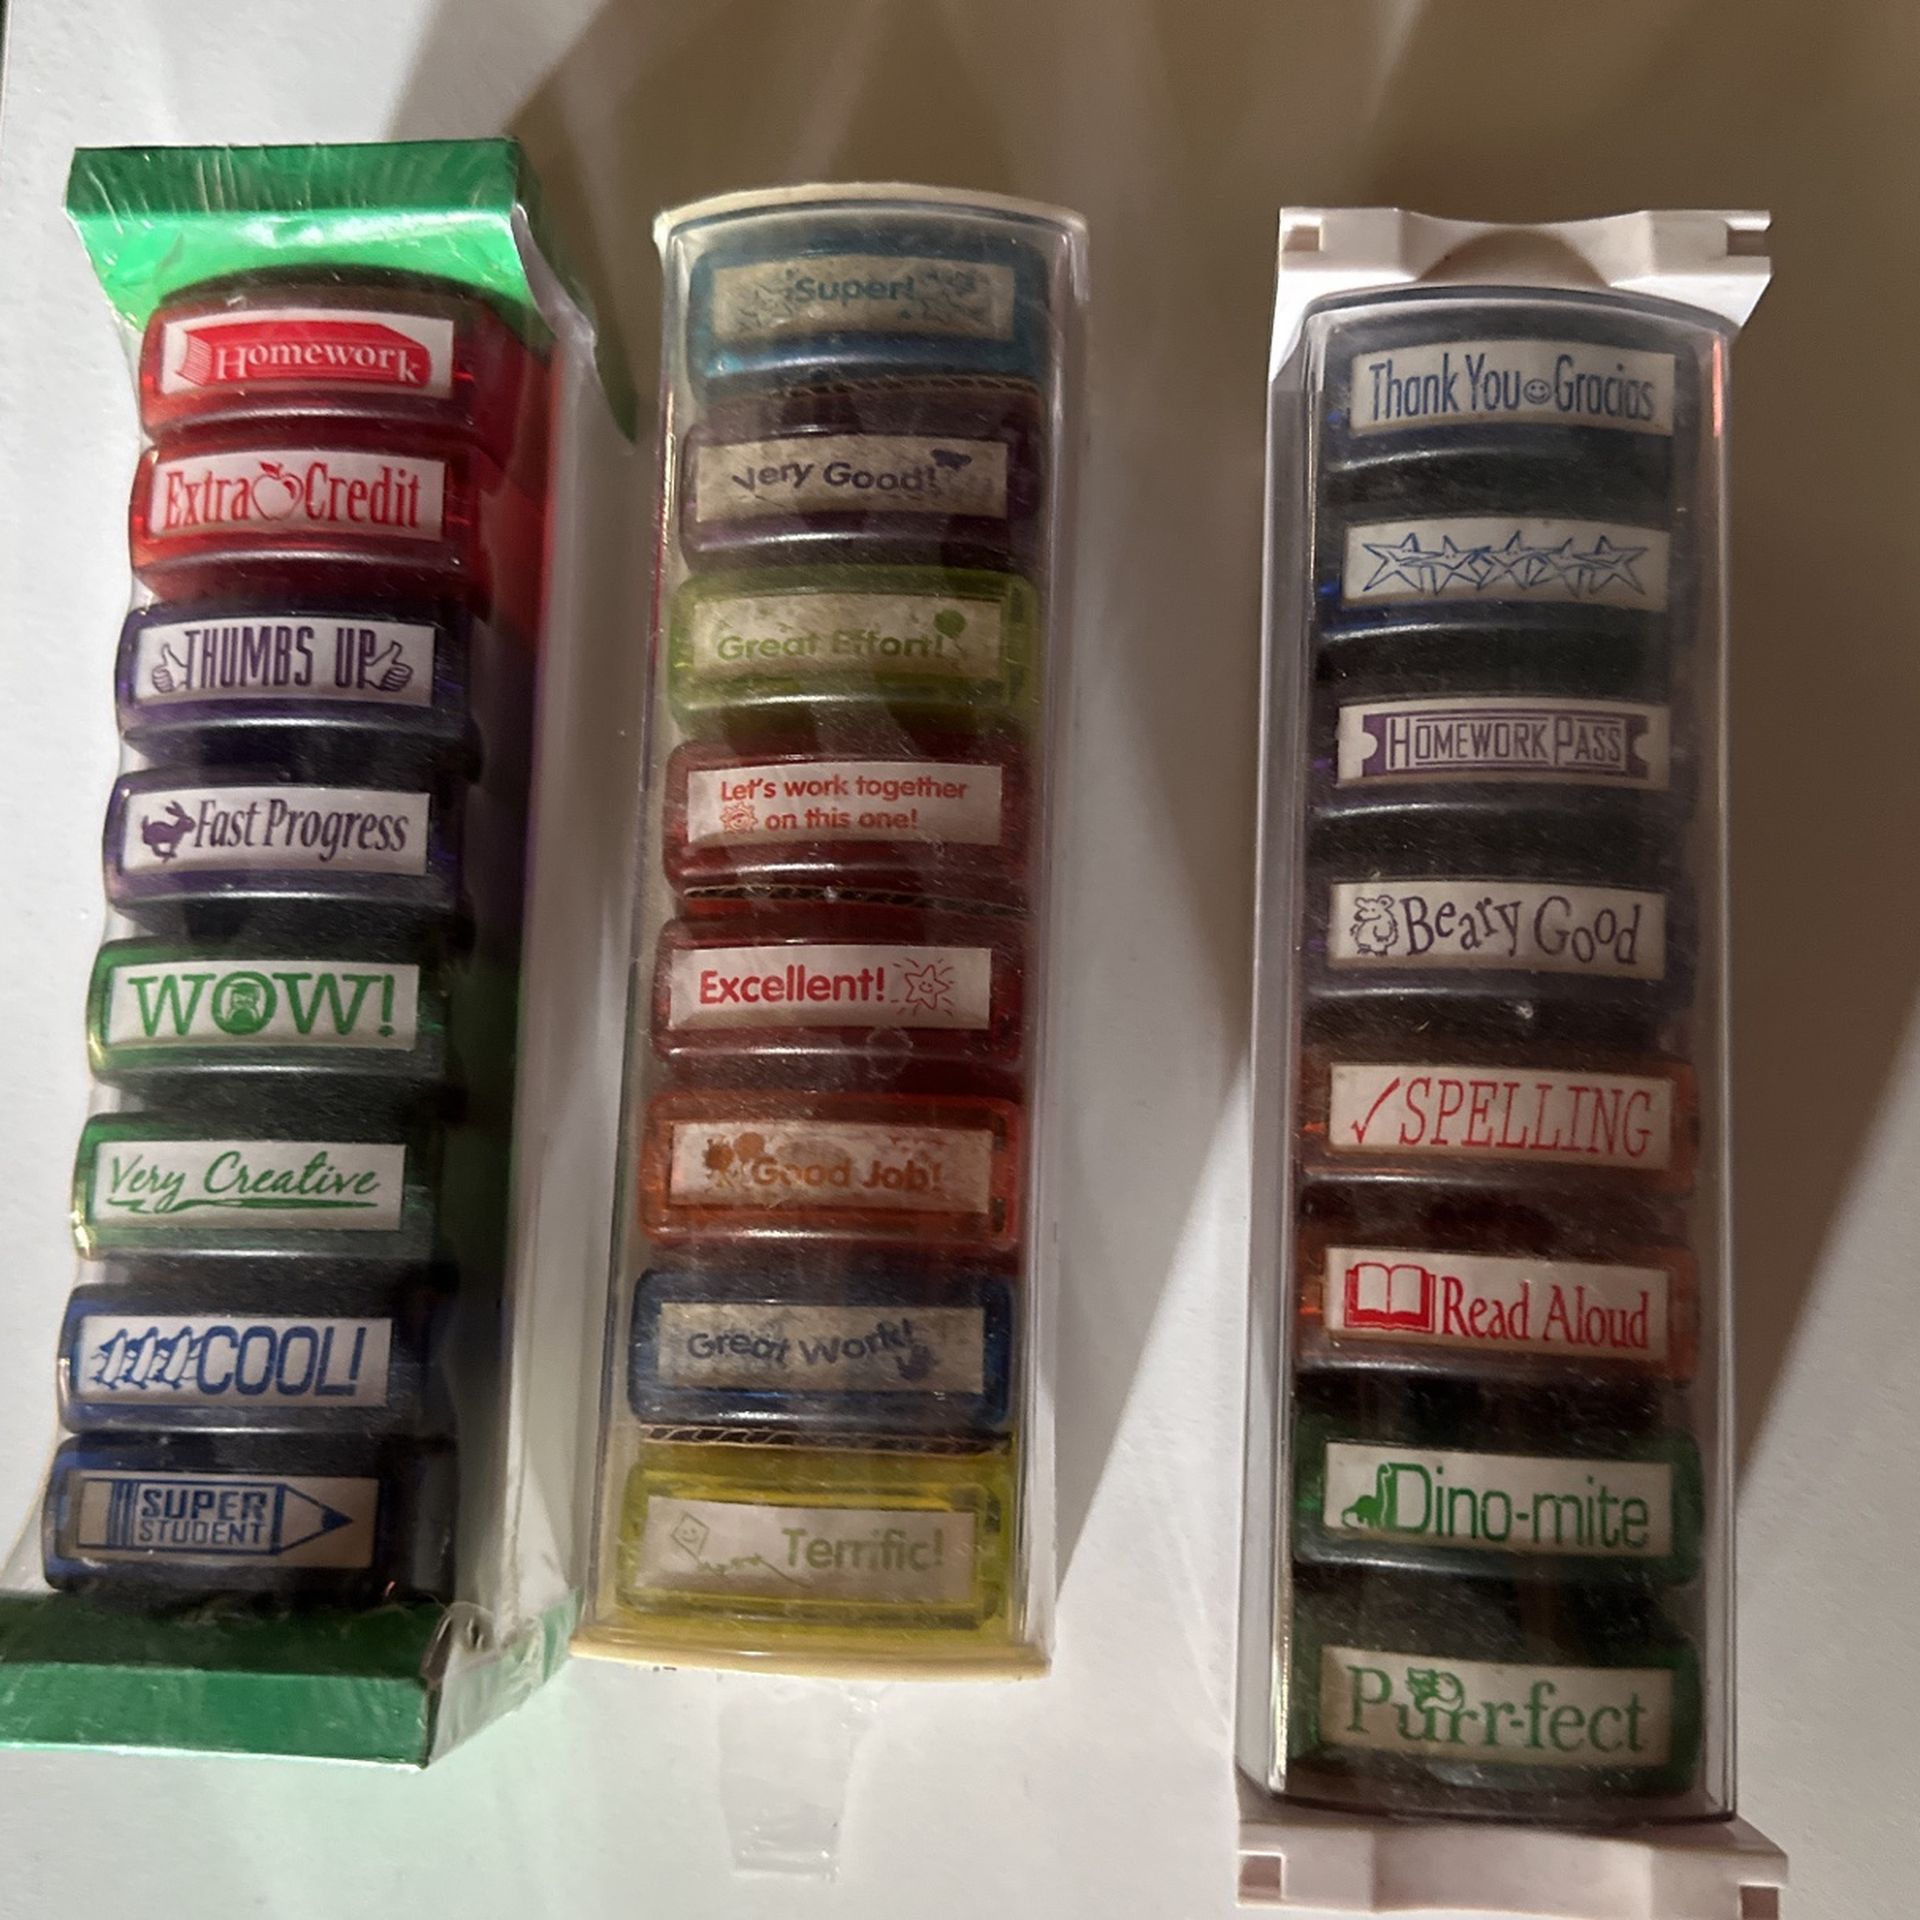 Homework
Extra Credit
THUMBS UP
Fast Progress
WOW!
Very Creative
COOL!
SUPER
STUDENT
Super!
Very Good!
Great Effort!
Let's work together
on this one!
Excellent!
Good Job!
Great Work!
Terrific!
Thank You Gracias
HOMEWORK PASS
Beary Good
SPELLING
Read Aloud
Dino-mite
Purr-fect